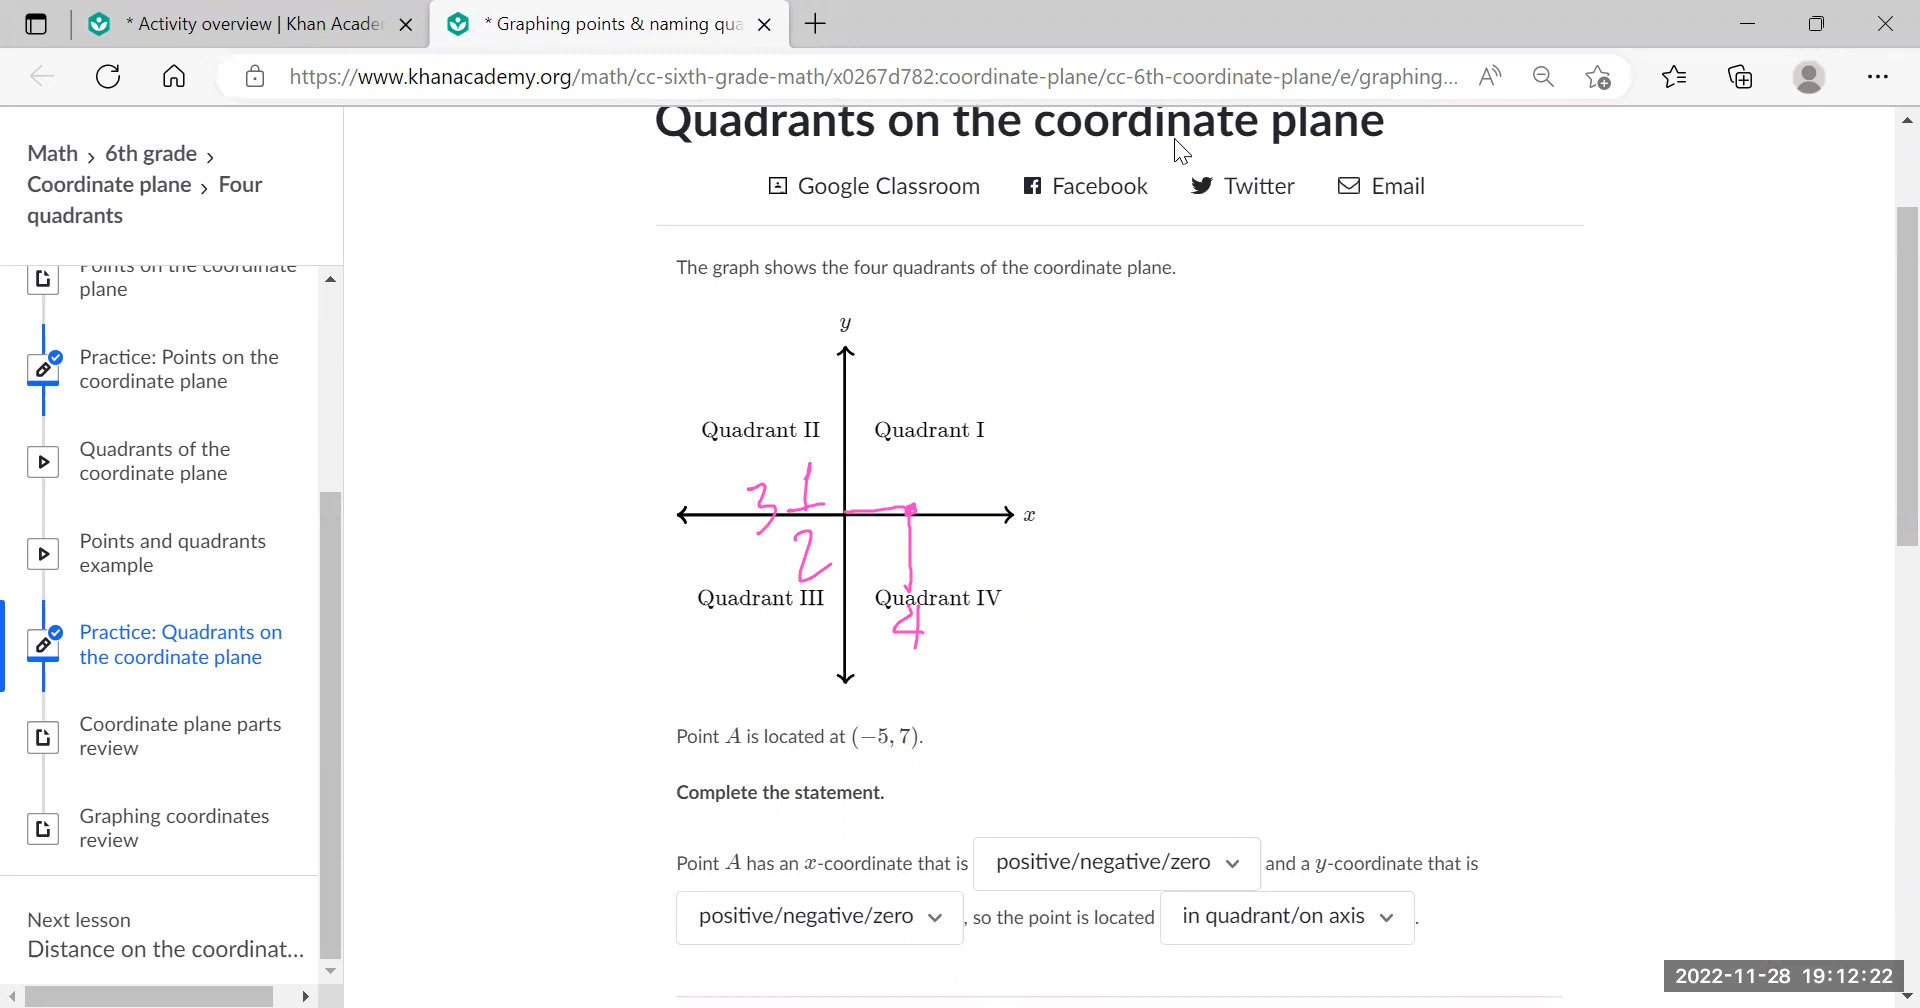 * Activity overview | Khan Acade
* Graphing points & naming qua
https://www.khanacademy.org/math/cc-sixth-grade-math/x0267d782:coordinate-plane/cc-6th-coordinate-plane/e/graphing...
Math > 6th grade >
Coordinate plane > Four
quadrants
Points on the coordinate
plane
Practice: Points on the
coordinate plane
Quadrants of the
coordinate plane
Points and quadrants
example
Practice: Quadrants on
the coordinate plane
Coordinate plane parts
review
Graphing coordinates
review
Next lesson
Distance on the coordinat...
Quadrants on the coordinate plane
Google Classroom Facebook Twitter Email
The graph shows the four quadrants of the coordinate plane.
y
Quadrant II Quadrant I
3 1
x
2
Quadrant III Quadrant IV
4
Point A is located at (−5, 7).
Complete the statement.
Point A has an x-coordinate that is positive/negative/zero and a y-coordinate that is
positive/negative/zero , so the point is located in quadrant/on axis .
2022-11-28 19:12:22